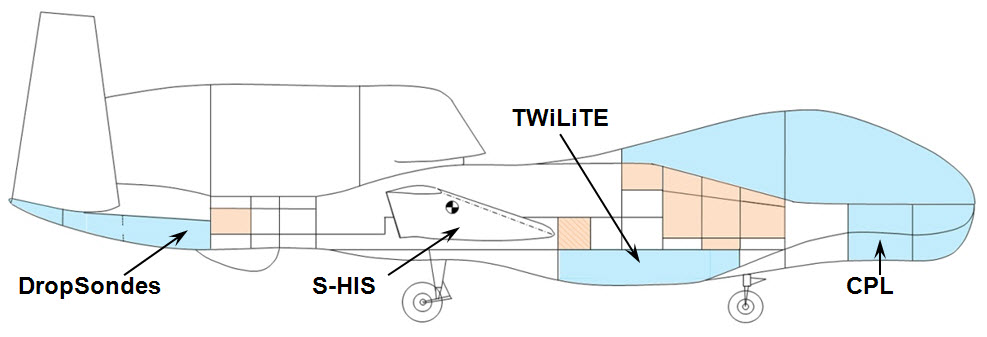 TWiLiTE
DropSondes
S-HIS
CPL